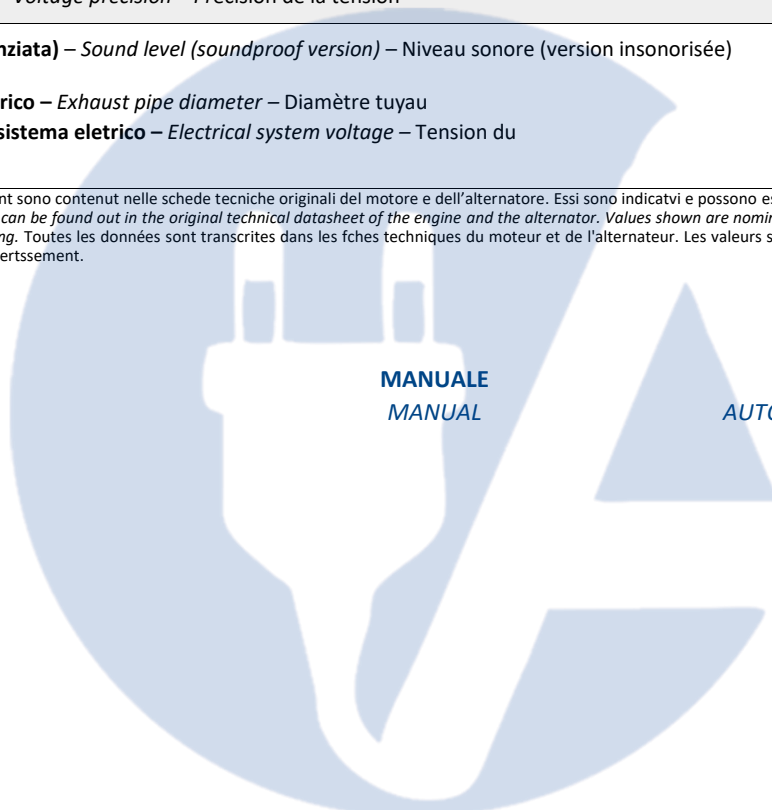 Voltage precision – Précision de la tension
nziata) – Sound level (soundproof version) – Niveau sonore (version insonorisée)
rico – Exhaust pipe diameter – Diamètre tuyau
sistema eletrico – Electrical system voltage – Tension du
nt sono contenut nelle schede tecniche originali del motore e dell’alternatore. Essi sono indicatvi e possono es
can be found out in the original technical datasheet of the engine and the alternator. Values shown are nomin
ng. Toutes les données sont transcrites dans les fches techniques du moteur et de l'alternateur. Les valeurs s
ertssement.
MANUALE
MANUAL AUTO